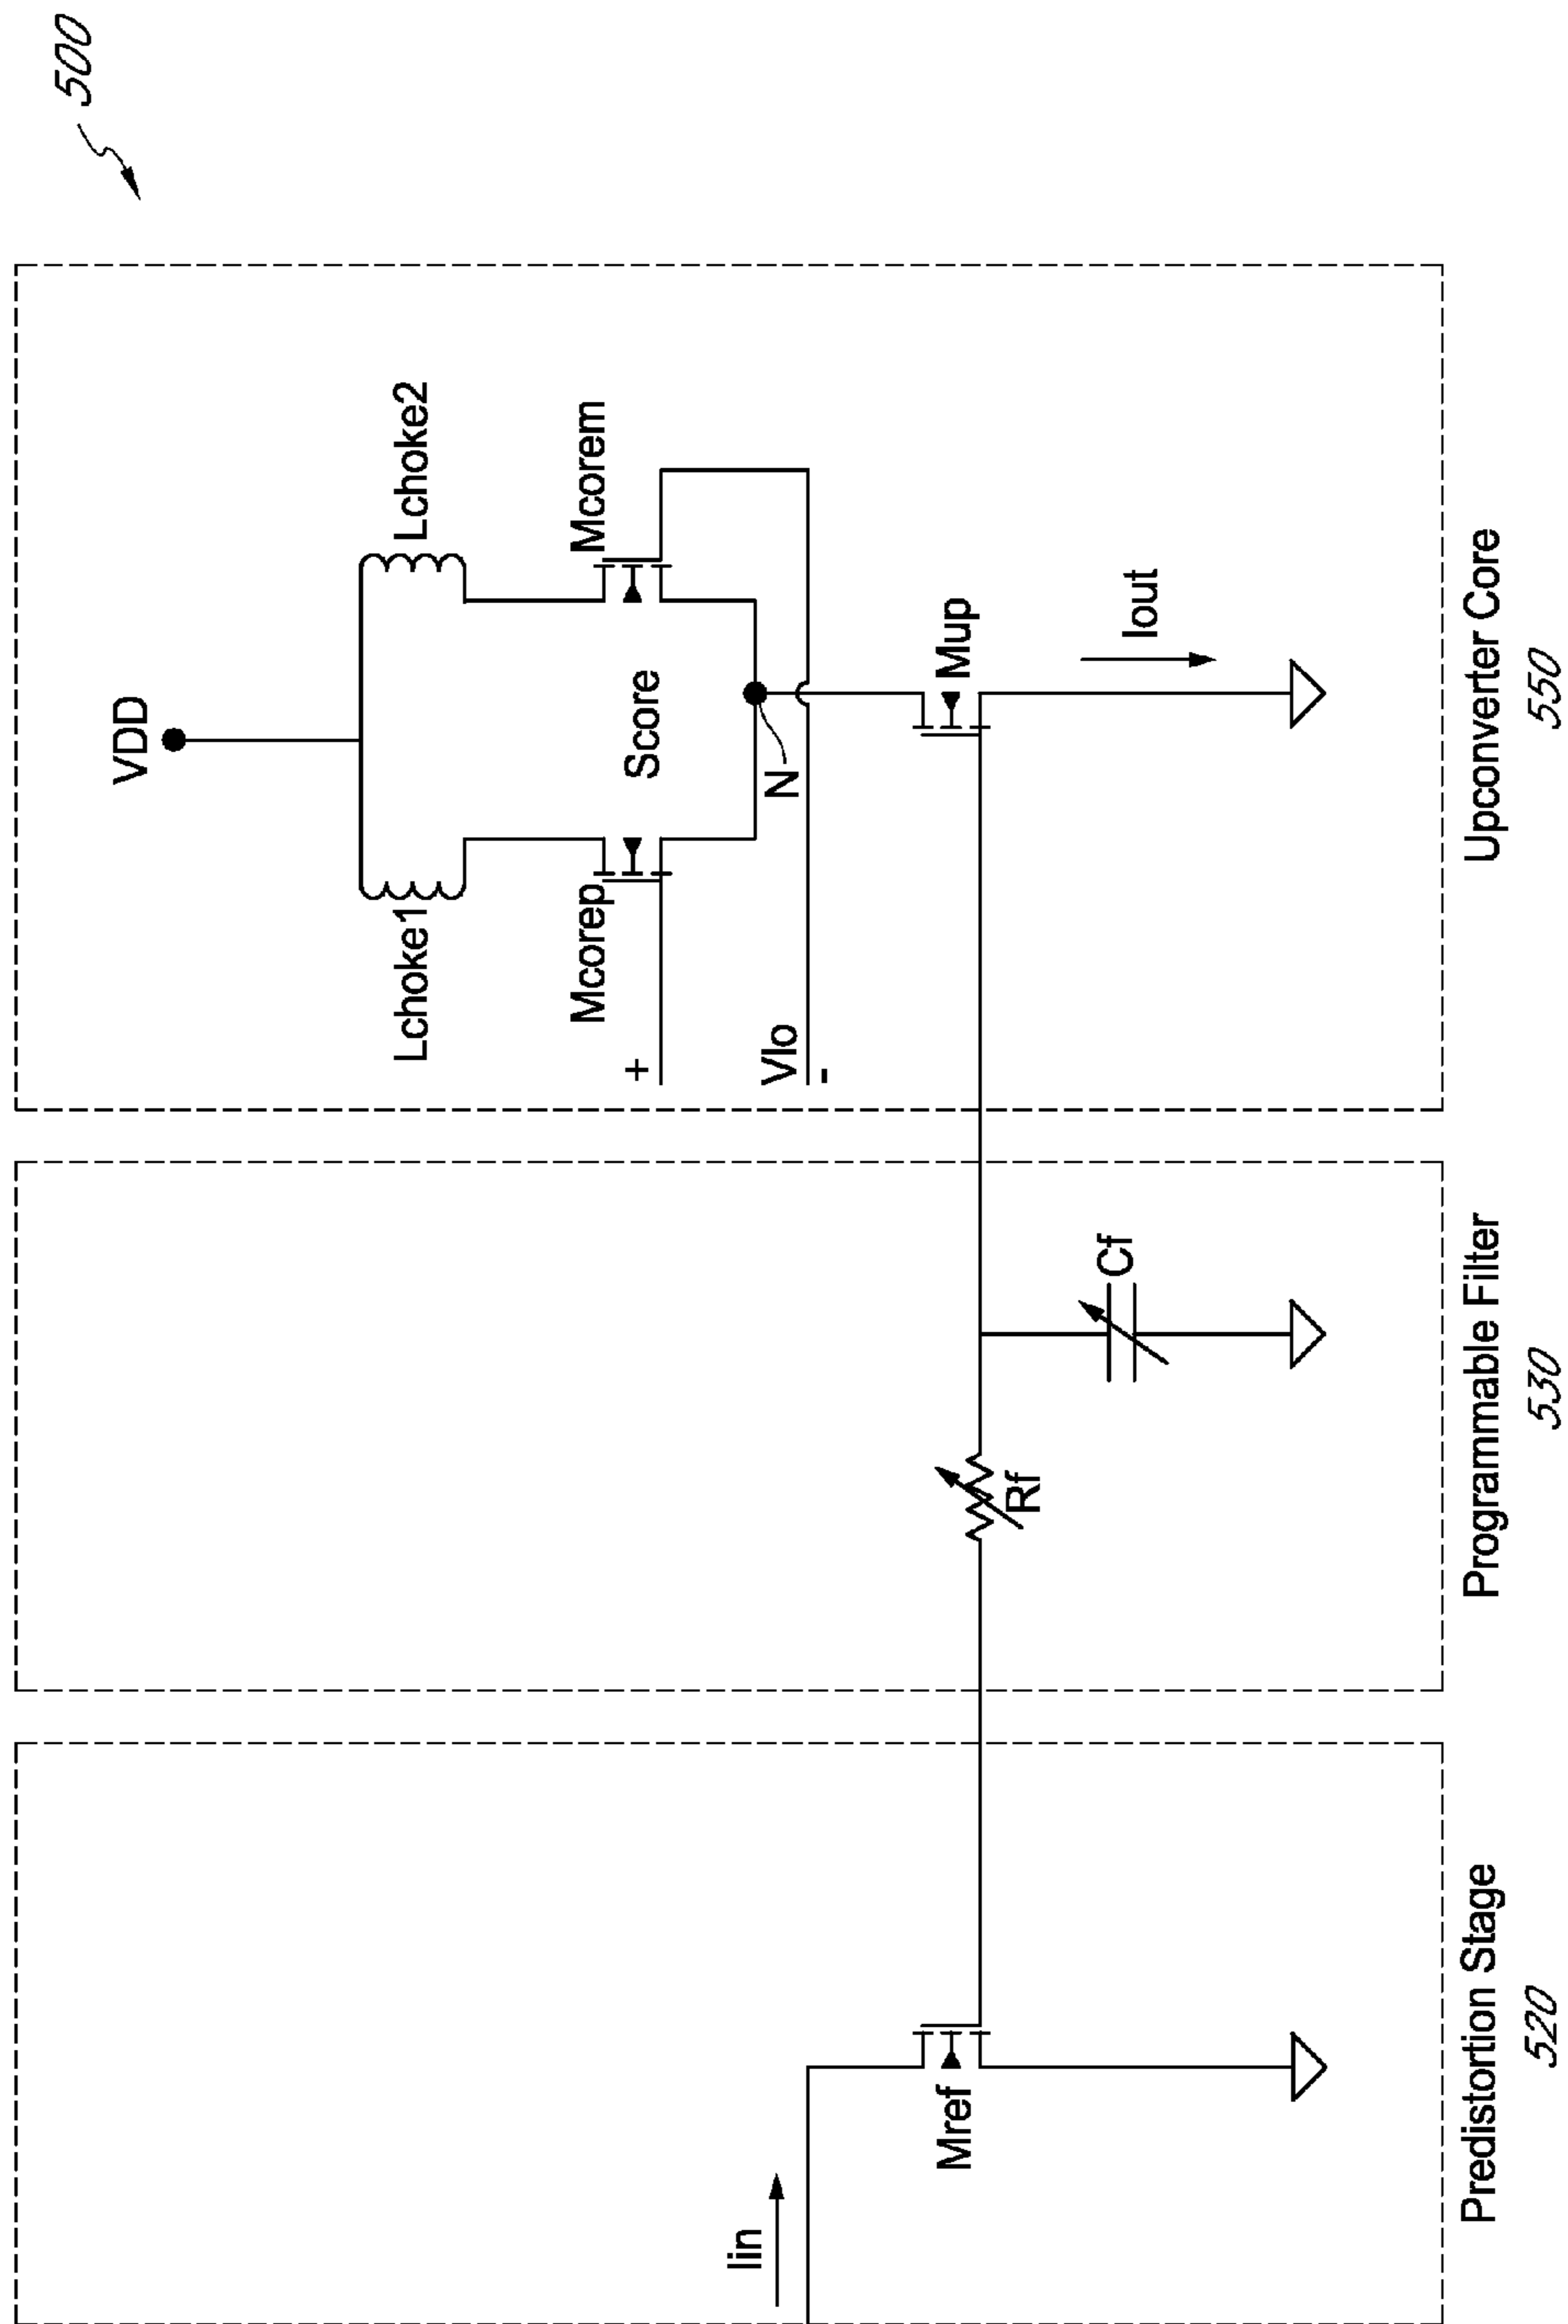 500
VDD
Lchoke1
Lchoke2
Mcorep
Score
Mcorem
+
Vlo
-
N
Iin
Mref
Rf
Cf
Mup
Iout
Predistortion Stage
520
Programmable Filter
530
Upconverter Core
550